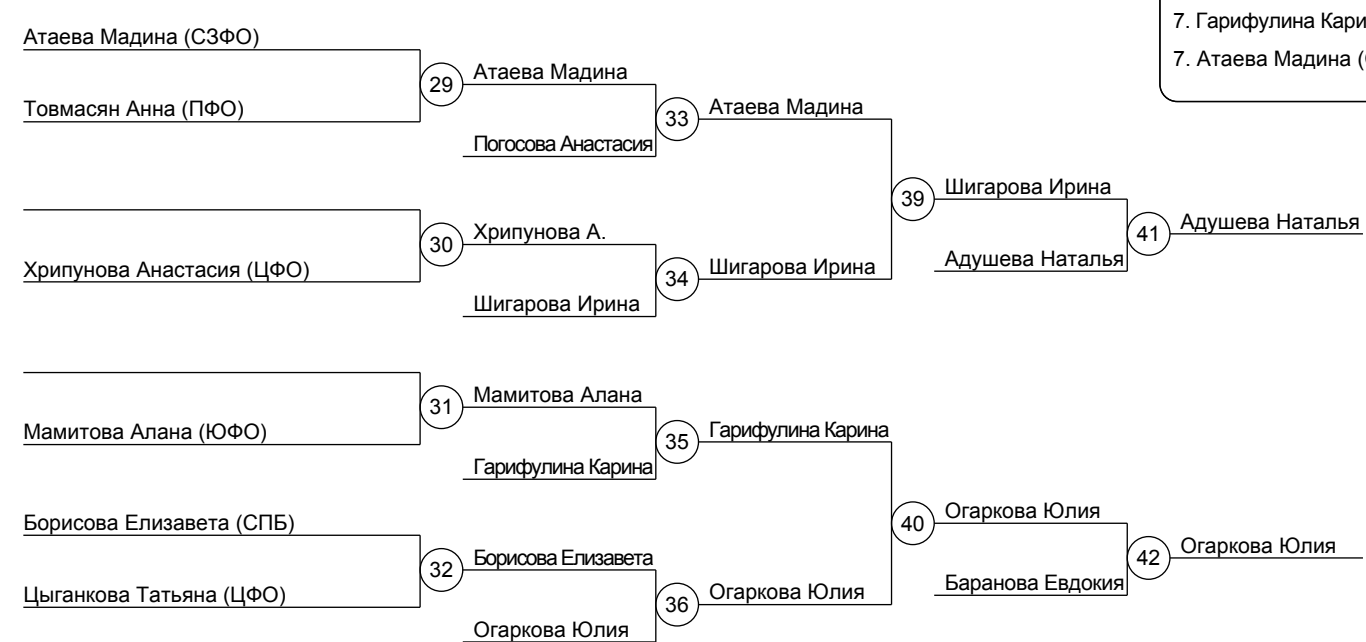 7. Гарифулина Кари
7. Атаева Мадина (
Атаева Мадина (СЗФО)
Товмасян Анна (ПФО)
29
Атаева Мадина
Погосова Анастасия
33
Атаева Мадина
Хрипунова Анастасия (ЦФО)
30
Хрипунова А.
Шигарова Ирина
34
Шигарова Ирина
39
Шигарова Ирина
Адушева Наталья
41
Адушева Наталья
Мамитова Алана (ЮФО)
31
Мамитова Алана
Гарифулина Карина
35
Гарифулина Карина
Борисова Елизавета (СПБ)
Цыганкова Татьяна (ЦФО)
32
Борисова Елизавета
Огаркова Юлия
36
Огаркова Юлия
40
Огаркова Юлия
Баранова Евдокия
42
Огаркова Юлия